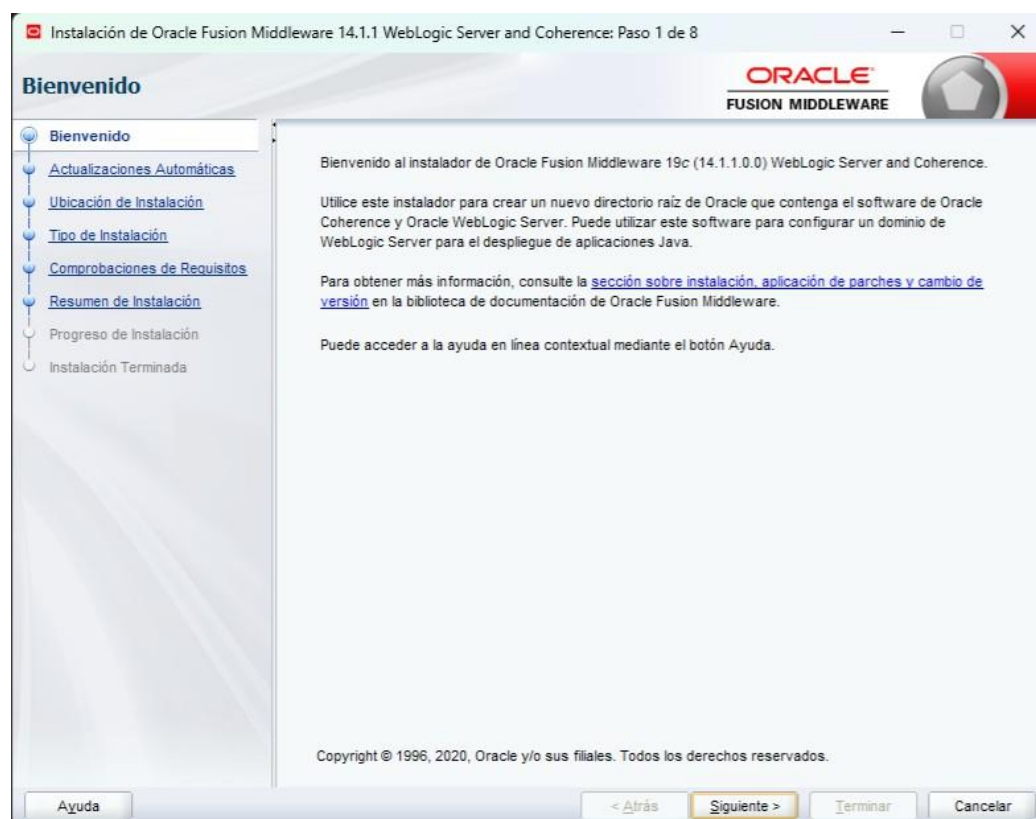 Instalación de Oracle Fusion Middleware 14.1.1 WebLogic Server and Coherence: Paso 1 de 8
Bienvenido
ORACLE
FUSION MIDDLEWARE
Bienvenido
Actualizaciones Automáticas
Ubicación de Instalación
Tipo de Instalación
Comprobaciones de Requisitos
Resumen de Instalación
Progreso de Instalación
Instalación Terminada
Bienvenido al instalador de Oracle Fusion Middleware 19c (14.1.1.0.0) WebLogic Server and Coherence.
Utilice este instalador para crear un nuevo directorio raíz de Oracle que contenga el software de Oracle
Coherence y Oracle WebLogic Server. Puede utilizar este software para configurar un dominio de
WebLogic Server para el despliegue de aplicaciones Java.
Para obtener más información, consulte la sección sobre instalación, aplicación de parches y cambio de
versión en la biblioteca de documentación de Oracle Fusion Middleware.
Puede acceder a la ayuda en línea contextual mediante el botón Ayuda.
Copyright © 1996, 2020, Oracle y/o sus filiales. Todos los derechos reservados.
Ayuda
< Atrás
Siguiente >
Terminar
Cancelar